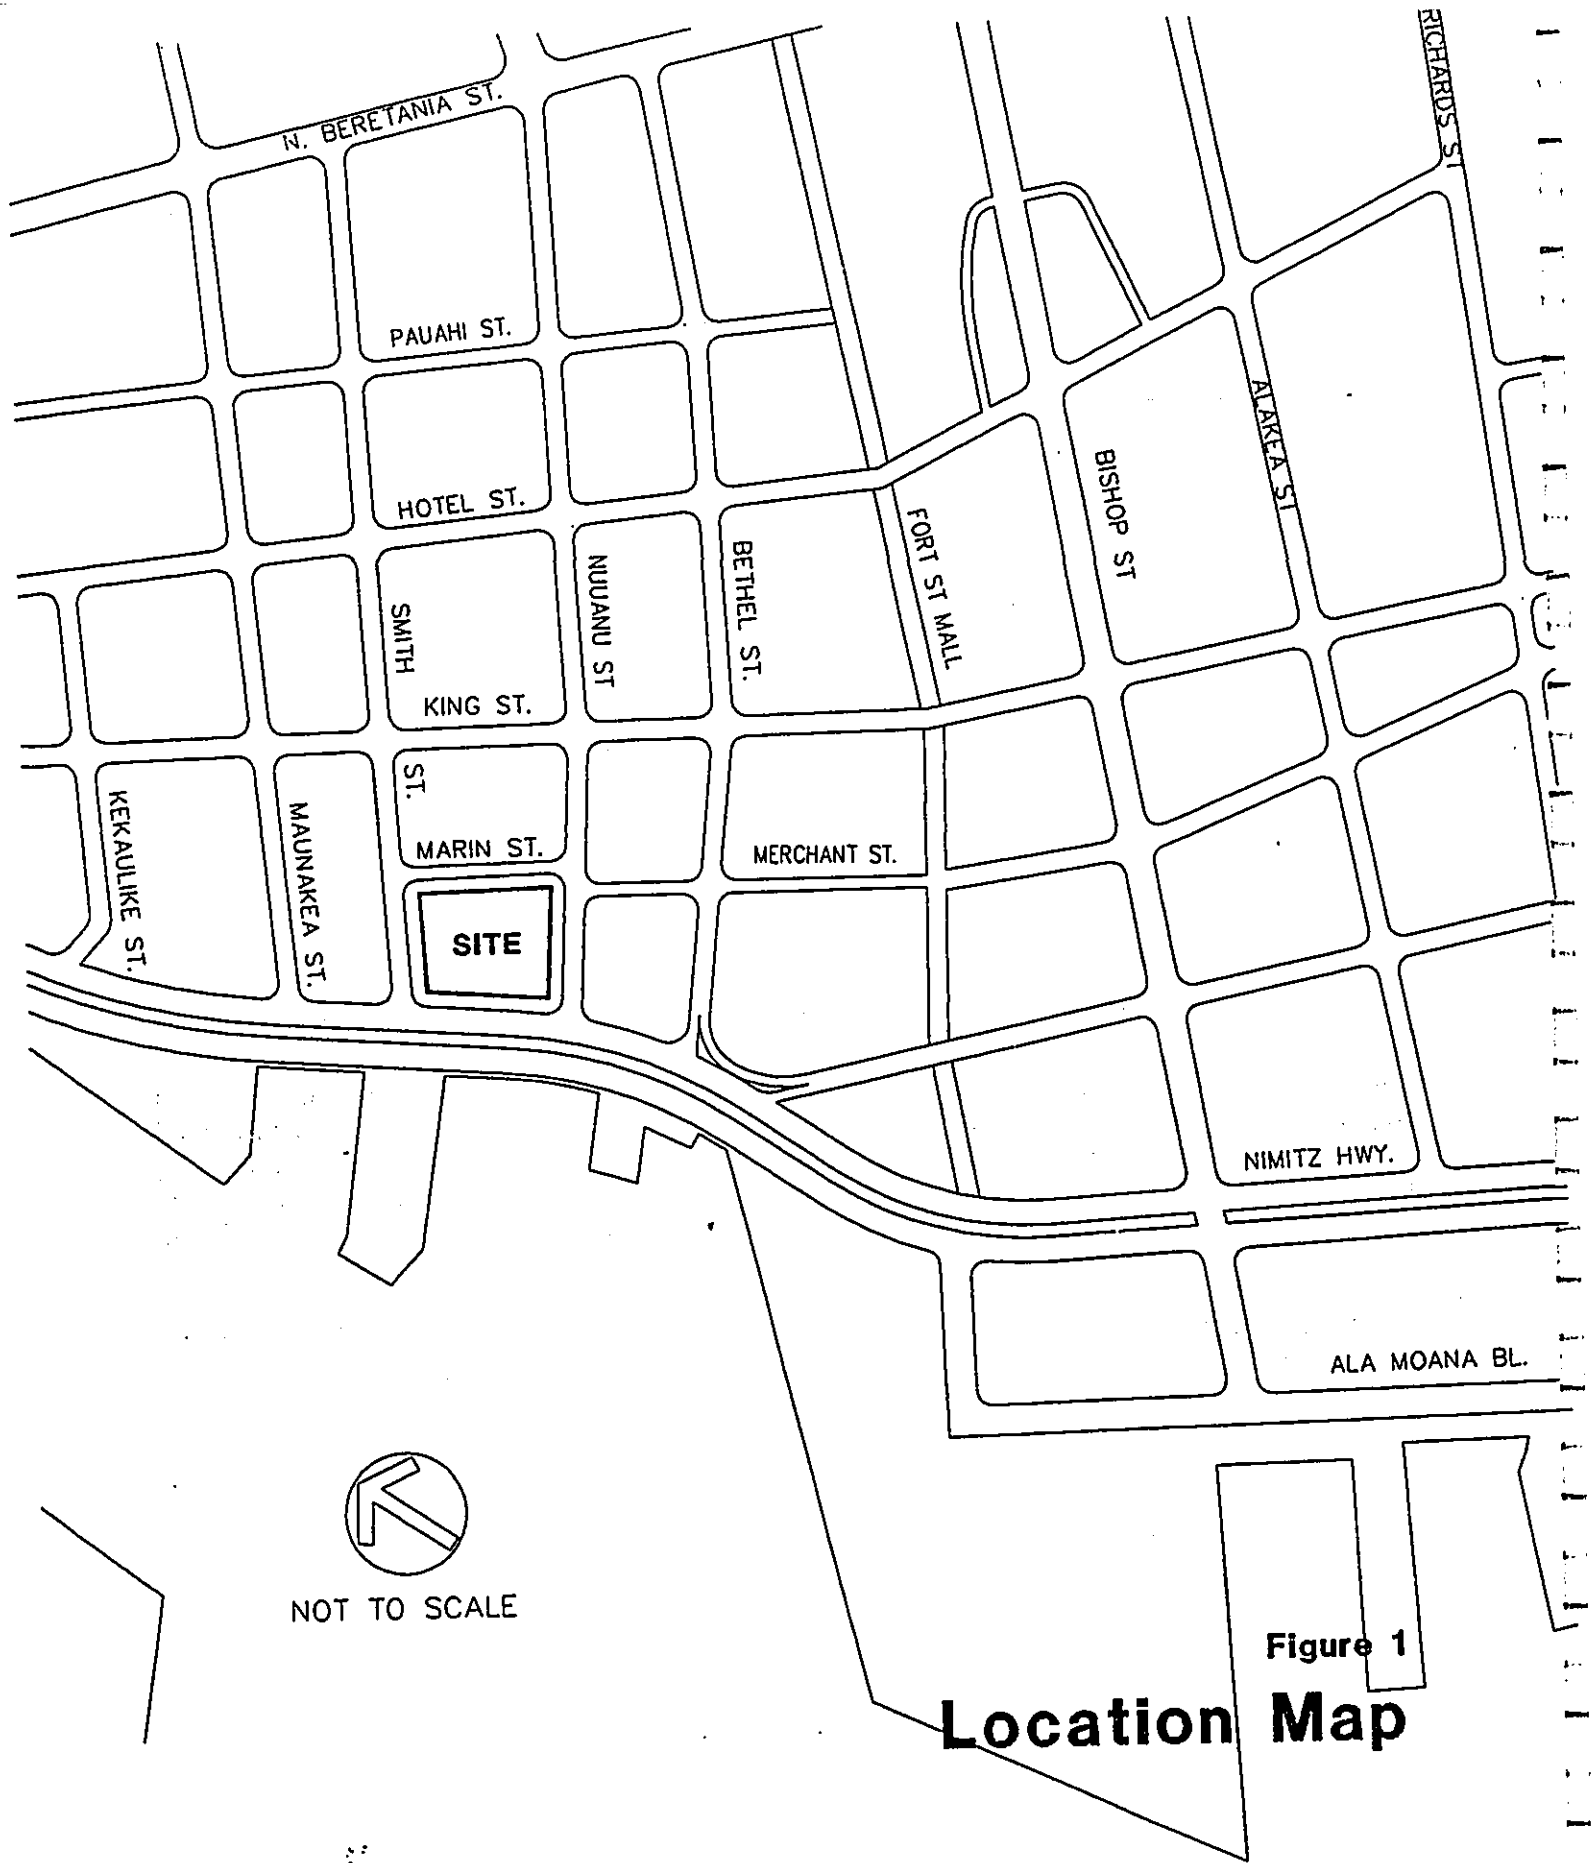 RICHARDS ST
N. BERETANIA ST.
PAUAHI ST.
ALAKEA ST
BISHOP ST
HOTEL ST.
FORT ST MALL
BETHEL ST.
NUUANU ST
SMITH
KING ST.
ST.
MARIN ST.
MERCHANT ST.
KEKAULIKE ST.
MAUNAKEA ST.
SITE
NIMITZ HWY.
ALA MOANA BL.
NOT TO SCALE
Figure 1
Location Map